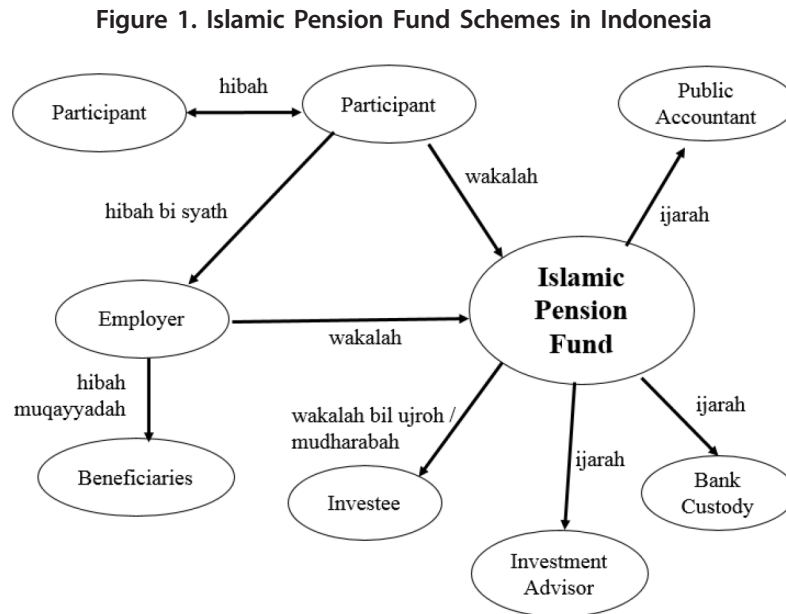 Figure 1. Islamic Pension Fund Schemes in Indonesia
hibah
Participant
Participant
Public
Accountant
wakalah
hibah bi syath
ijarah
Islamic
Pension
Fund
Employer
wakalah
hibah
muqayyadah
wakalah bil ujroh /
mudharabah
ijarah
ijarah
Beneficiaries
Investee
Bank
Custody
Investment
Advisor